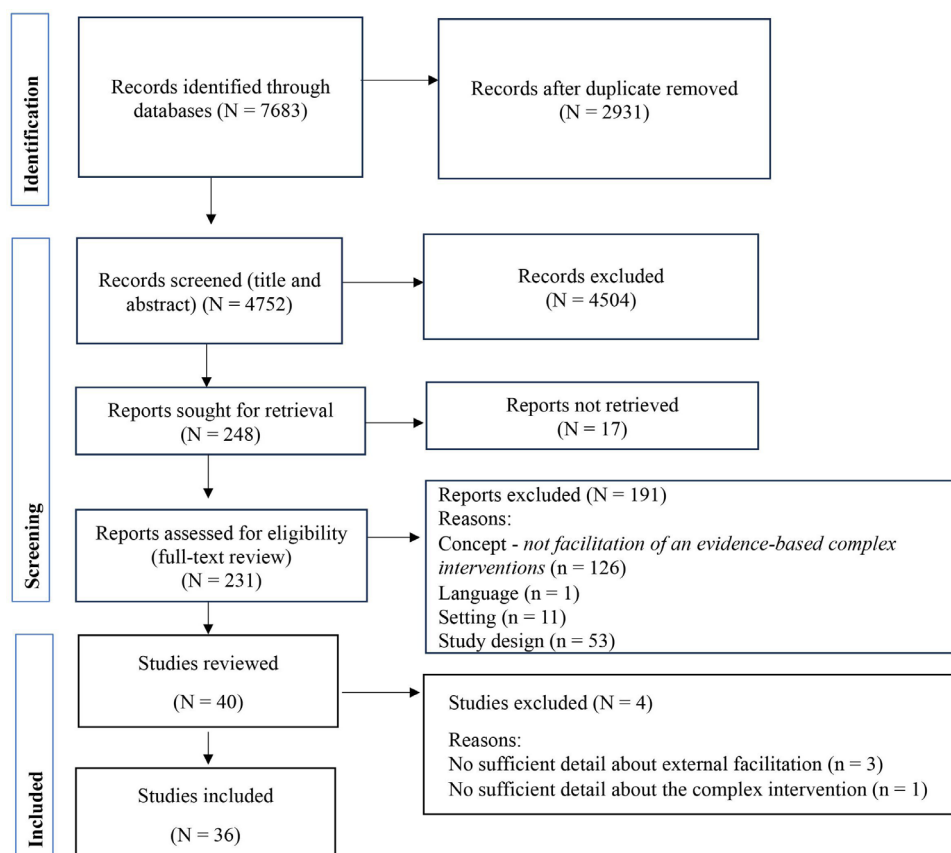 Identification
Records identified through
databases (N = 7683)
Records after duplicate removed
(N = 2931)
Screening
Records screened (title and
abstract) (N = 4752)
Records excluded
(N = 4504)
Reports sought for retrieval
(N = 248)
Reports not retrieved
(N = 17)
Reports assessed for eligibility
(full-text review)
(N = 231)
Reports excluded (N = 191)
Reasons:
Concept - not facilitation of an evidence-based complex
interventions (n = 126)
Language (n = 1)
Setting (n = 11)
Study design (n = 53)
Included
Studies reviewed
(N = 40)
Studies excluded (N = 4)
Reasons:
No sufficient detail about external facilitation (n = 3)
No sufficient detail about the complex intervention (n = 1)
Studies included
(N = 36)